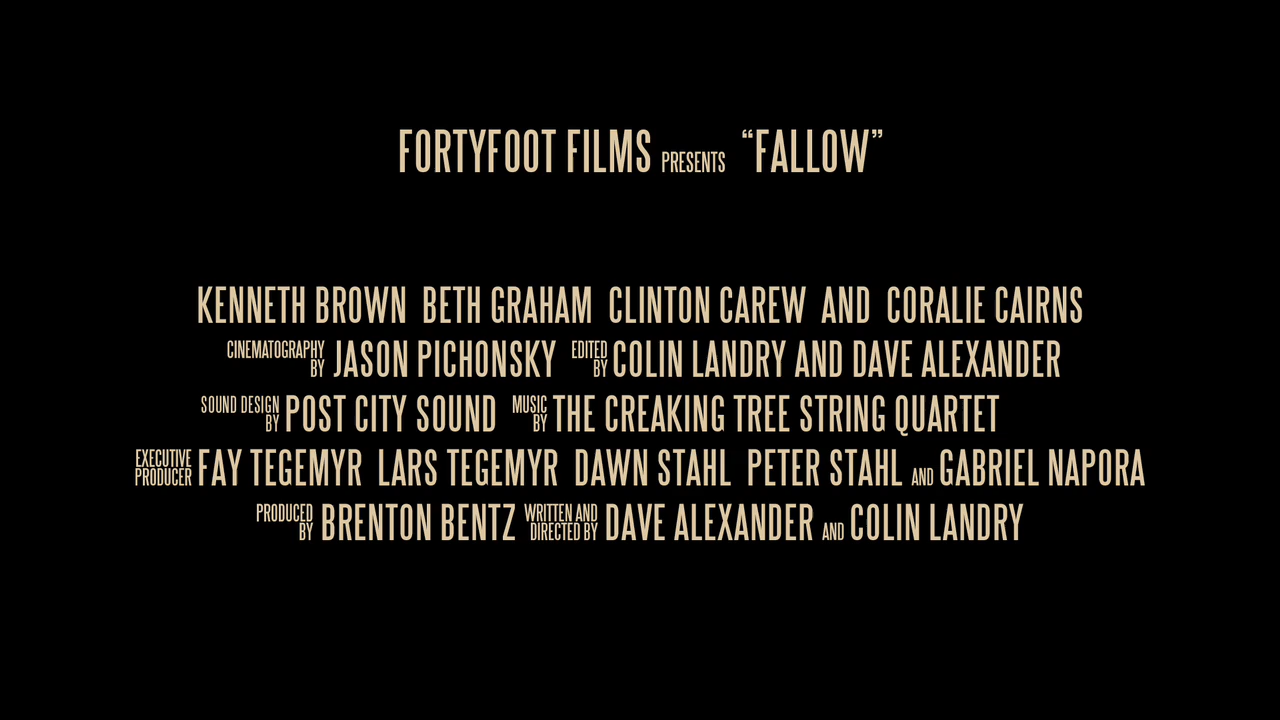 FORTYFOOT FILMS PRESENTS “FALLOW”
KENNETH BROWN BETH GRAHAM CLINTON CAREW AND CORALIE CAIRNS
CINEMATOGRAPHY BY JASON PICHONSKY EDITED BY COLIN LANDRY AND DAVE ALEXANDER
SOUND DESIGN BY POST CITY SOUND MUSIC BY THE CREAKING TREE STRING QUARTET
EXECUTIVE PRODUCER FAY TEGEMYR LARS TEGEMYR DAWN STAHL PETER STAHL AND GABRIEL NAPORA
PRODUCED BY BRENTON BENTZ WRITTEN AND DIRECTED BY DAVE ALEXANDER AND COLIN LANDRY